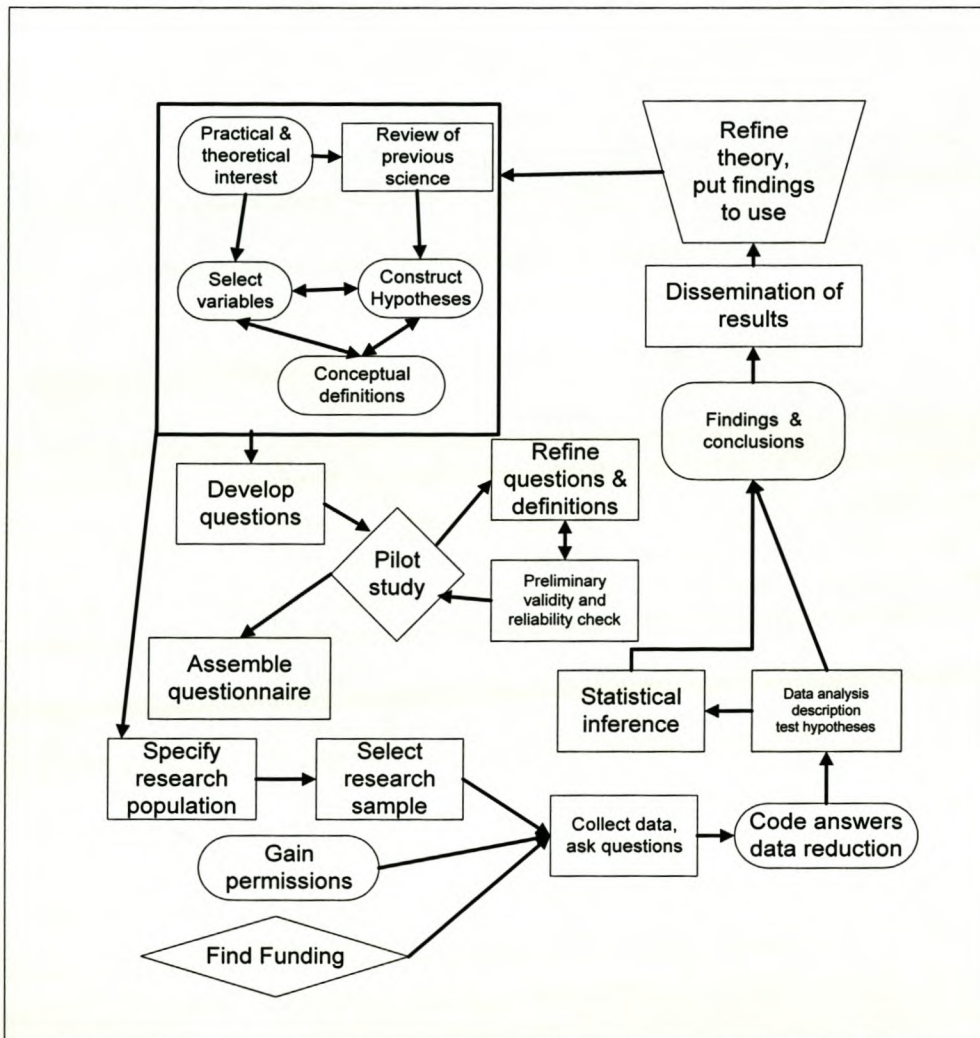 Practical &
theoretical
interest
Review of
previous
science
Select
variables
Construct
Hypotheses
Conceptual
definitions
Refine
theory,
put findings
to use
Dissemination of
results
Findings &
conclusions
Develop
questions
Pilot
study
Refine
questions &
definitions
Preliminary
validity and
reliability check
Assemble
questionnaire
Statistical
inference
Data analysis
description
test hypotheses
Specify
research
population
Select
research
sample
Collect data,
ask questions
Code answers
data reduction
Gain
permissions
Find Funding